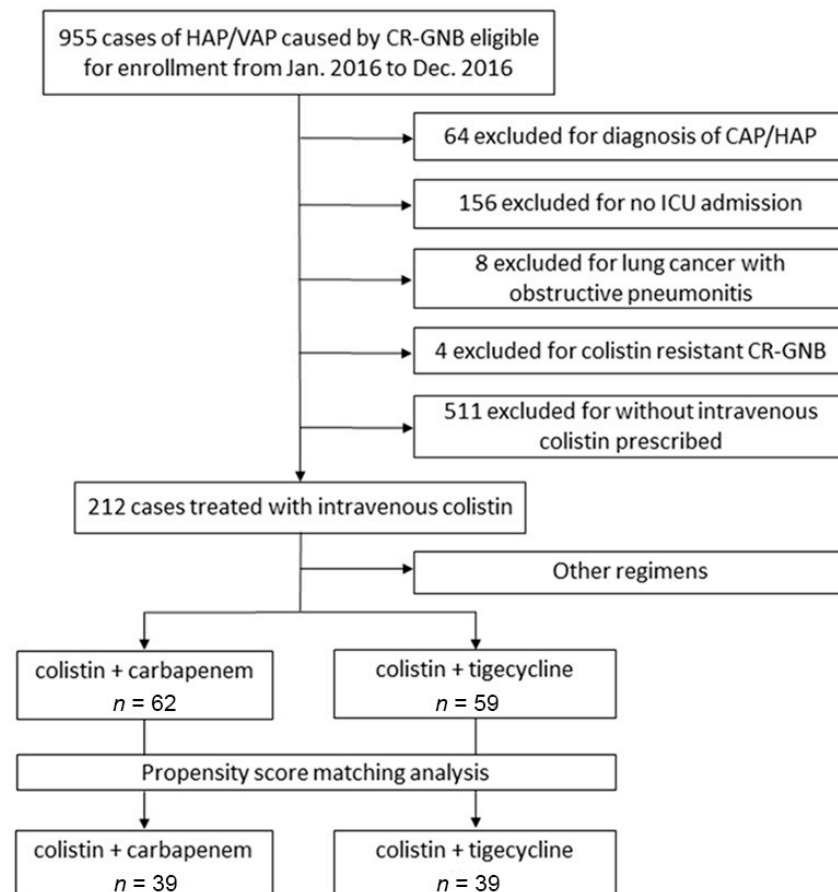 955 cases of HAP/VAP caused by CR-GNB eligible
for enrollment from Jan. 2016 to Dec. 2016
64 excluded for diagnosis of CAP/HAP
156 excluded for no ICU admission
8 excluded for lung cancer with
obstructive pneumonitis
4 excluded for colistin resistant CR-GNB
511 excluded for without intravenous
colistin prescribed
212 cases treated with intravenous colistin
Other regimens
colistin + carbapenem
n = 62
colistin + tigecycline
n = 59
Propensity score matching analysis
colistin + carbapenem
n = 39
colistin + tigecycline
n = 39